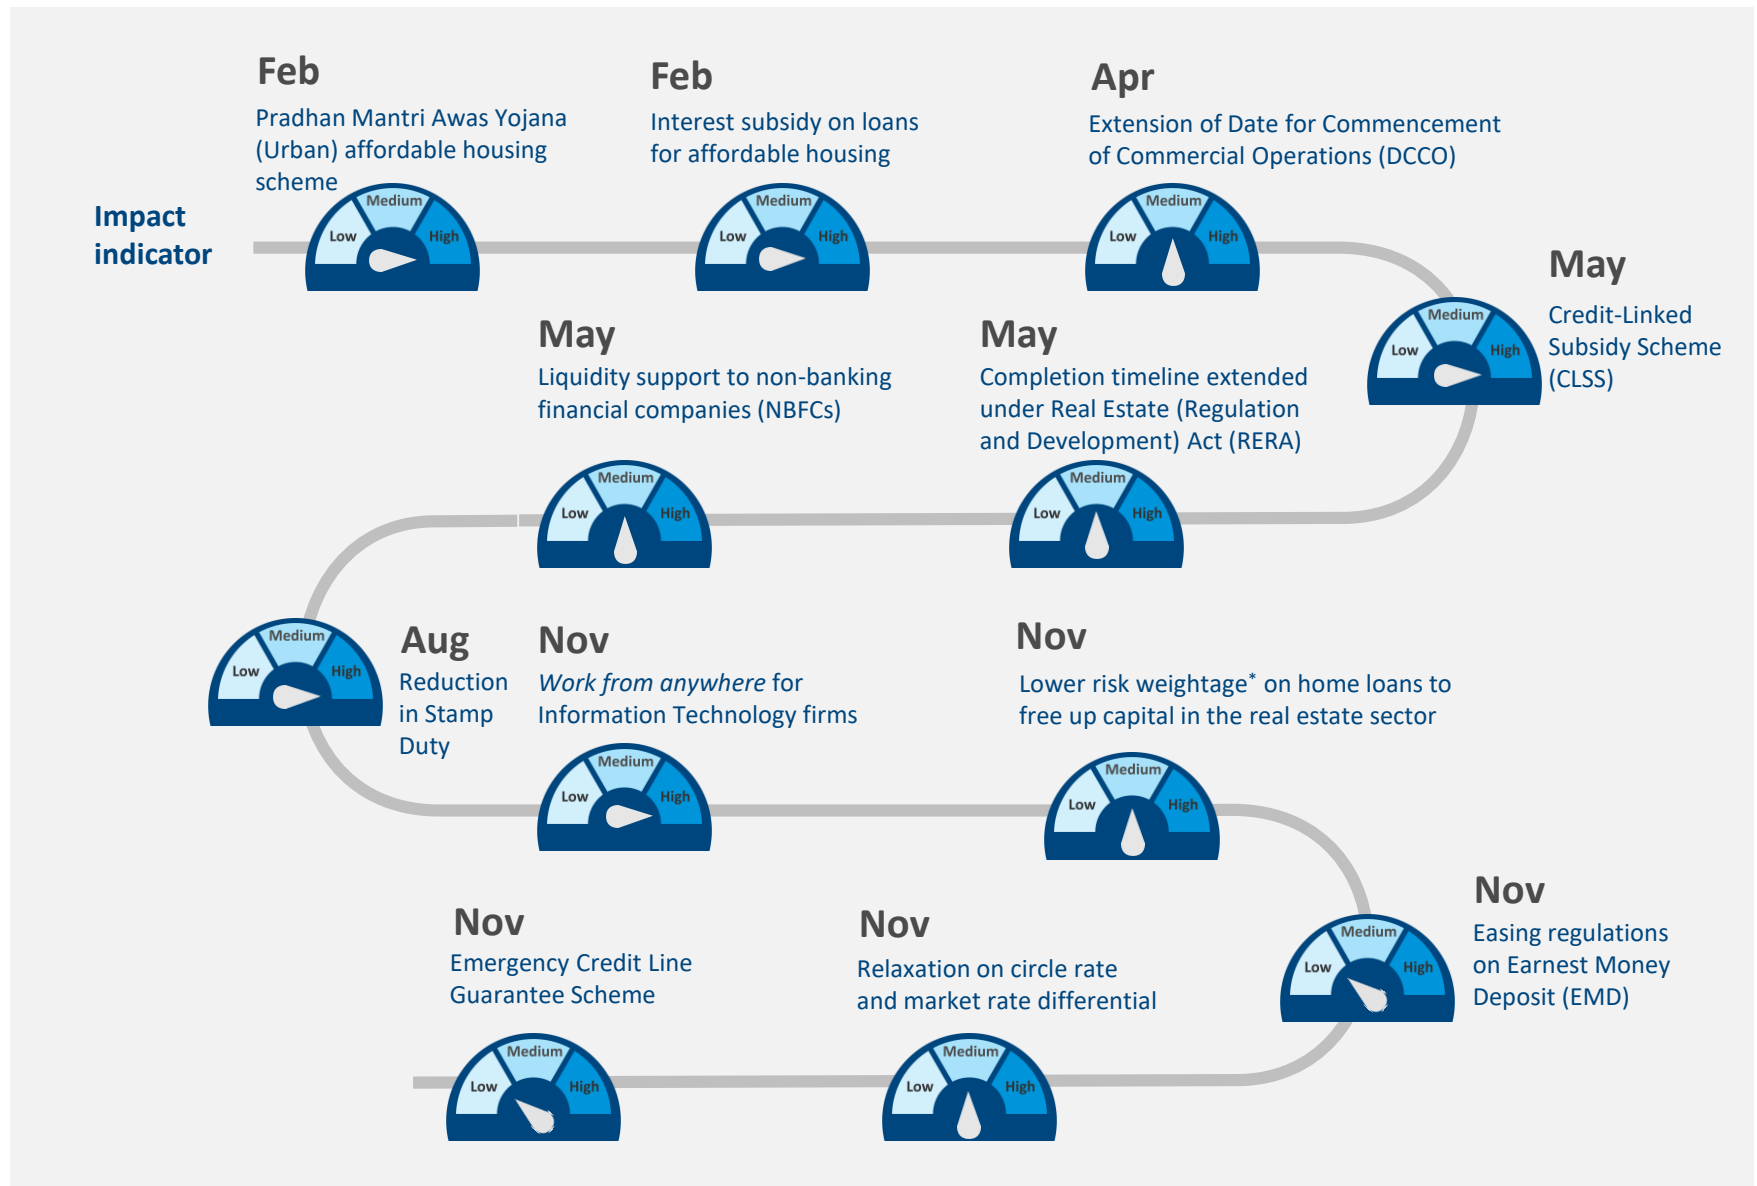 Feb
Pradhan Mantri Awas Yojana
(Urban) affordable housing
scheme
Feb
Interest subsidy on loans
for affordable housing
Apr
Extension of Date for Commencement
of Commercial Operations (DCCO)
Impact
indicator
Medium
Low
High
Medium
Low
High
Medium
Low
High
May
Credit-Linked
Subsidy Scheme
(CLSS)
Medium
Low
High
May
Completion timeline extended
under Real Estate (Regulation
and Development) Act (RERA)
Medium
Low
High
May
Liquidity support to non-banking
financial companies (NBFCs)
Medium
Low
High
Aug
Reduction
in Stamp
Duty
Medium
Low
High
Nov
Work from anywhere for
Information Technology firms
Medium
Low
High
Nov
Lower risk weightage* on home loans to
free up capital in the real estate sector
Medium
Low
High
Nov
Easing regulations
on Earnest Money
Deposit (EMD)
Medium
Low
High
Nov
Relaxation on circle rate
and market rate differential
Medium
Low
High
Nov
Emergency Credit Line
Guarantee Scheme
Medium
Low
High